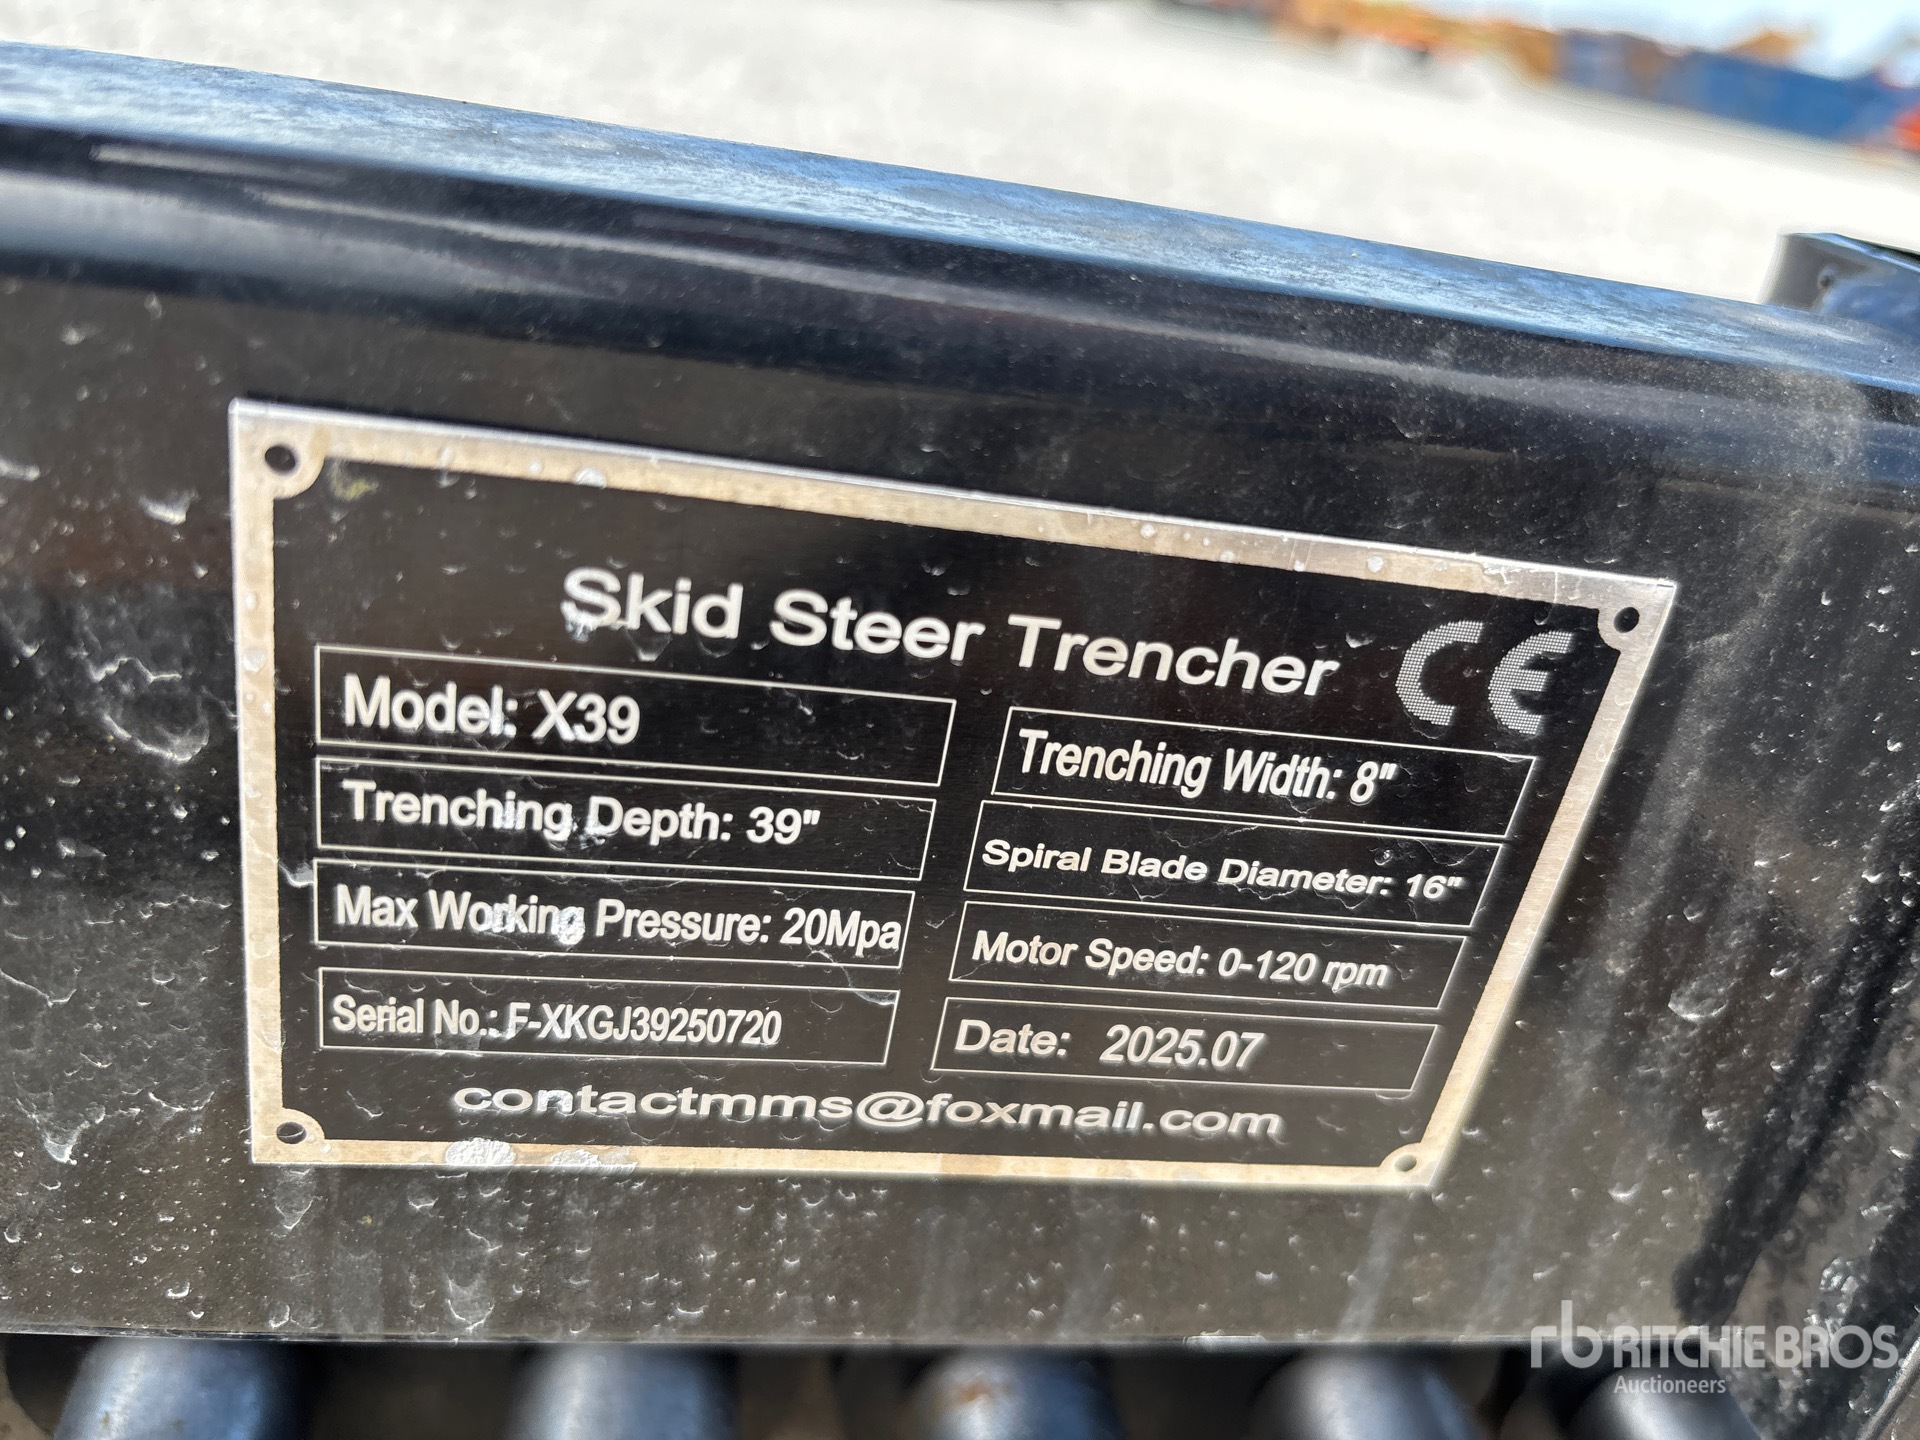 Skid Steer Trencher CE
Model: X39
Trenching Width: 8"
Trenching Depth: 39"
Spiral Blade Diameter: 16"
Max Working Pressure: 20Mpa
Motor Speed: 0-120 rpm
Serial No.: F-XKGJ39250720
Date: 2025.07
contactmms@foxmail.com
rb RITCHIE BROS.
Auctioneers